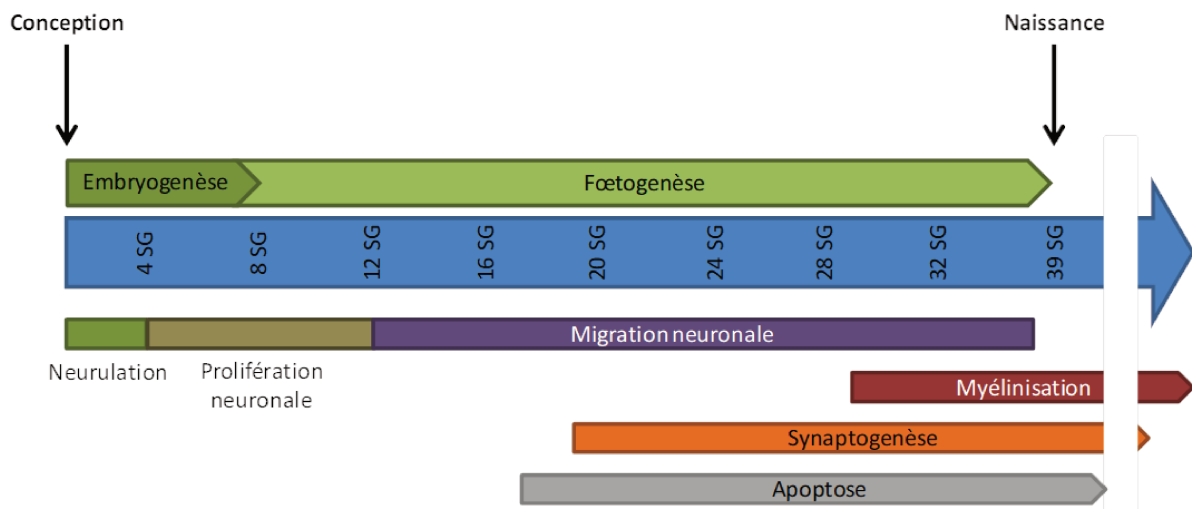 Conception
Naissance
Embryogenèse
Fœtogenèse
4 SG
8 SG
12 SG
16 SG
20 SG
24 SG
28 SG
32 SG
39 SG
Migration neuronale
Neurulation
Prolifération
neuronale
Myélinisation
Synaptogenèse
Apoptose